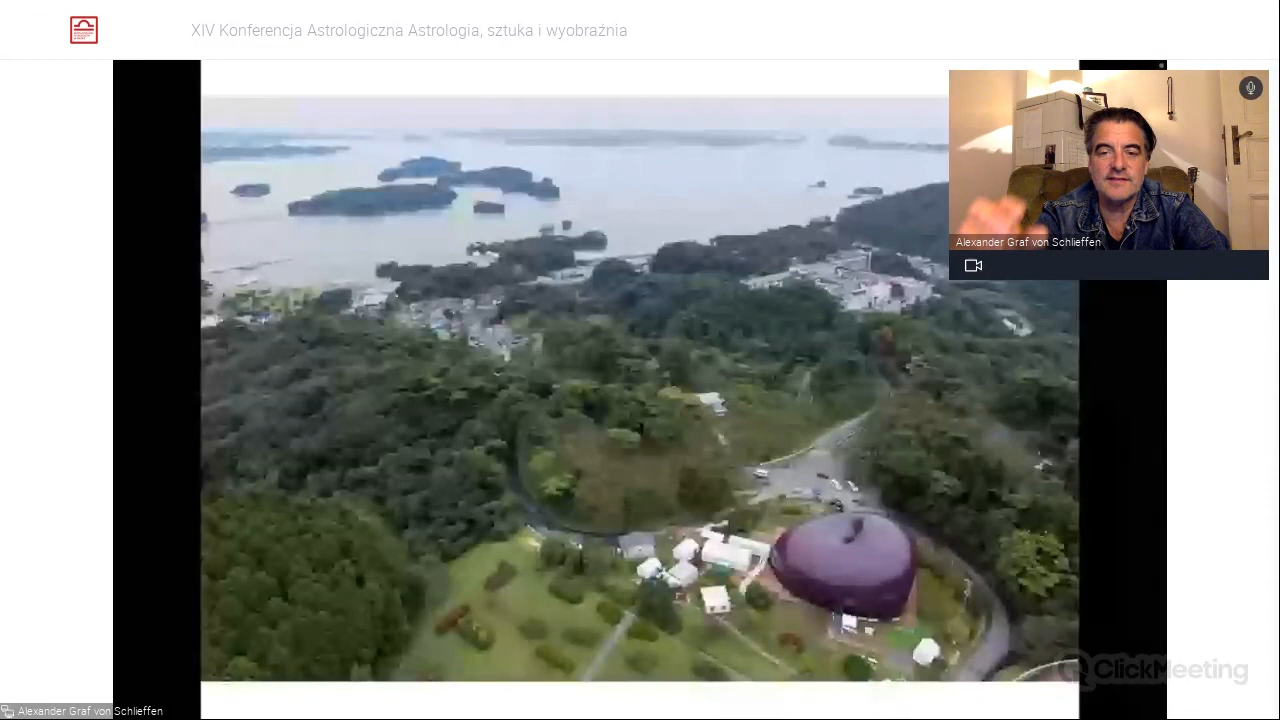 XIV Konferencja Astrologiczna Astrologia, sztuka i wyobraźnia
Alexander Graf von Schlieffen
ClickMeeting
Alexander Graf von Schlieffen